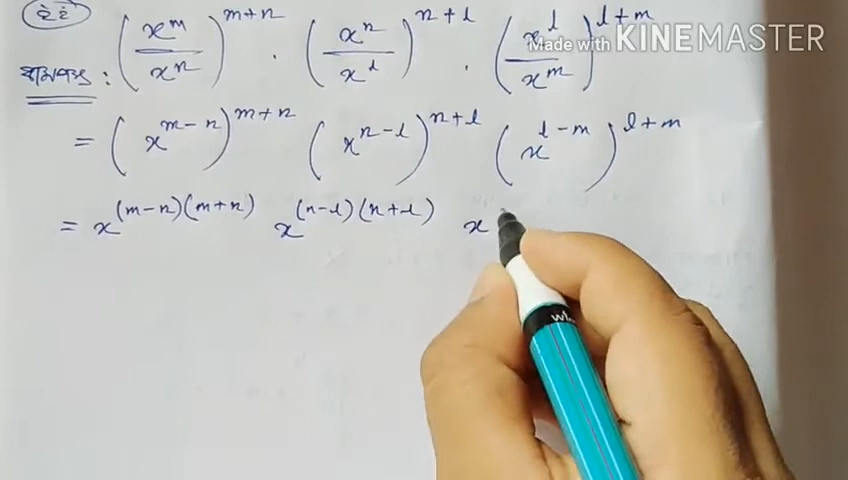 ২২
বামপক্ষ : (x^m / x^n)^{m+n} . (x^n / x^l)^{n+l} . (x^l / x^m)^{l+m}
Made with KINEMASTER
= (x^{m-n})^{m+n} (x^{n-l})^{n+l} (x^{l-m})^{l+m}
= x^{(m-n)(m+n)} x^{(n-l)(n+l)} x